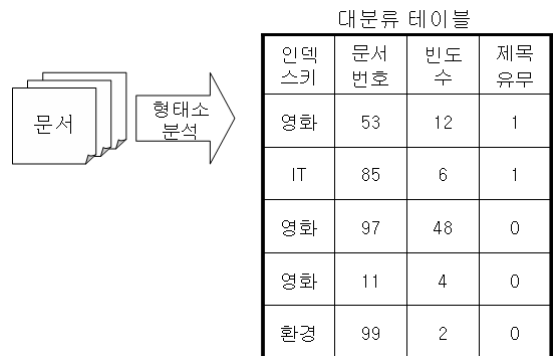 대분류 테이블
문서
형태소
분석
인덱
스키
문서
번호
빈도
수
제목
유무
영화 53 12 1
IT 85 6 1
영화 97 48 0
영화 11 4 0
환경 99 2 0